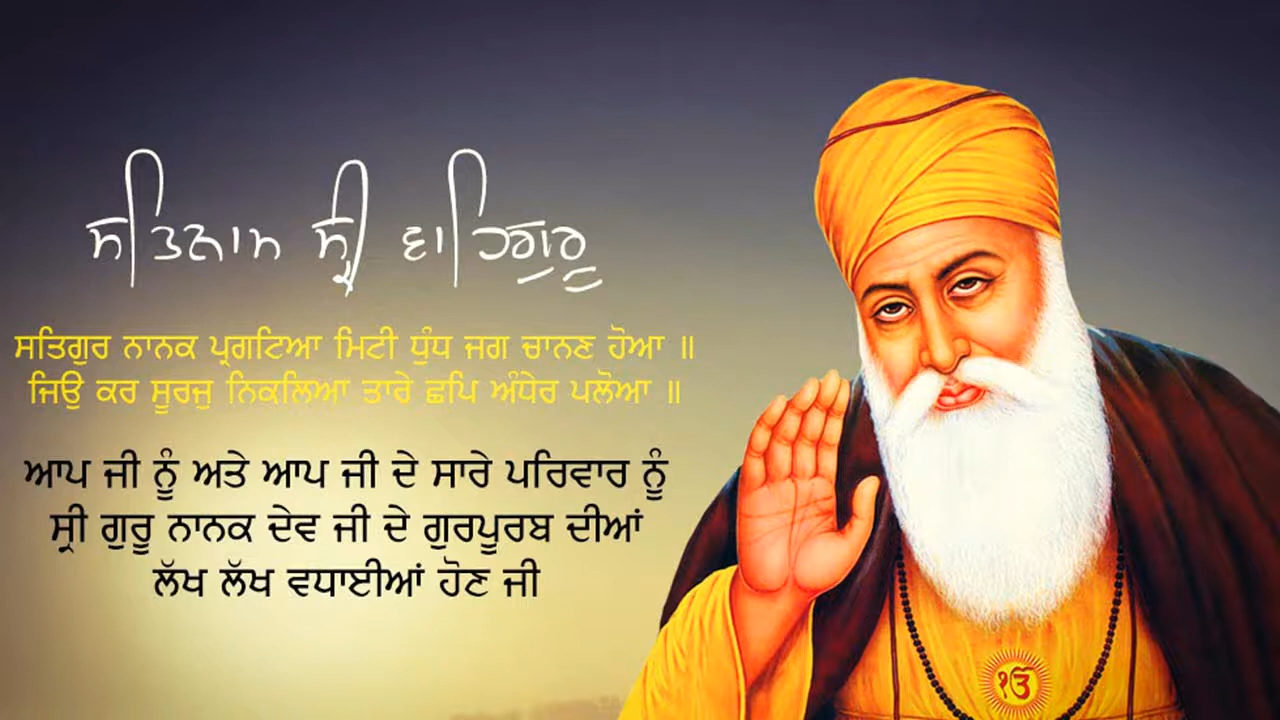 ਸਤਿਨਾਮ ਸ੍ਰੀ ਵਾਹਿਗੁਰੂ
ਸਤਿਗੁਰ ਨਾਨਕ ਪ੍ਰਗਟਿਆ ਮਿਟੀ ਧੁੰਧ ਜਗ ਚਾਨਣ ਹੋਆ ॥
ਜਿਉ ਕਰ ਸੂਰਜੁ ਨਿਕਲਿਆ ਤਾਰੇ ਛਪਿ ਅੰਧੇਰ ਪਲੋਆ ॥
ਆਪ ਜੀ ਨੂੰ ਅਤੇ ਆਪ ਜੀ ਦੇ ਸਾਰੇ ਪਰਿਵਾਰ ਨੂੰ
ਸ੍ਰੀ ਗੁਰੂ ਨਾਨਕ ਦੇਵ ਜੀ ਦੇ ਗੁਰਪੂਰਬ ਦੀਆਂ
ਲੱਖ ਲੱਖ ਵਧਾਈਆਂ ਹੋਣ ਜੀ
ੴ